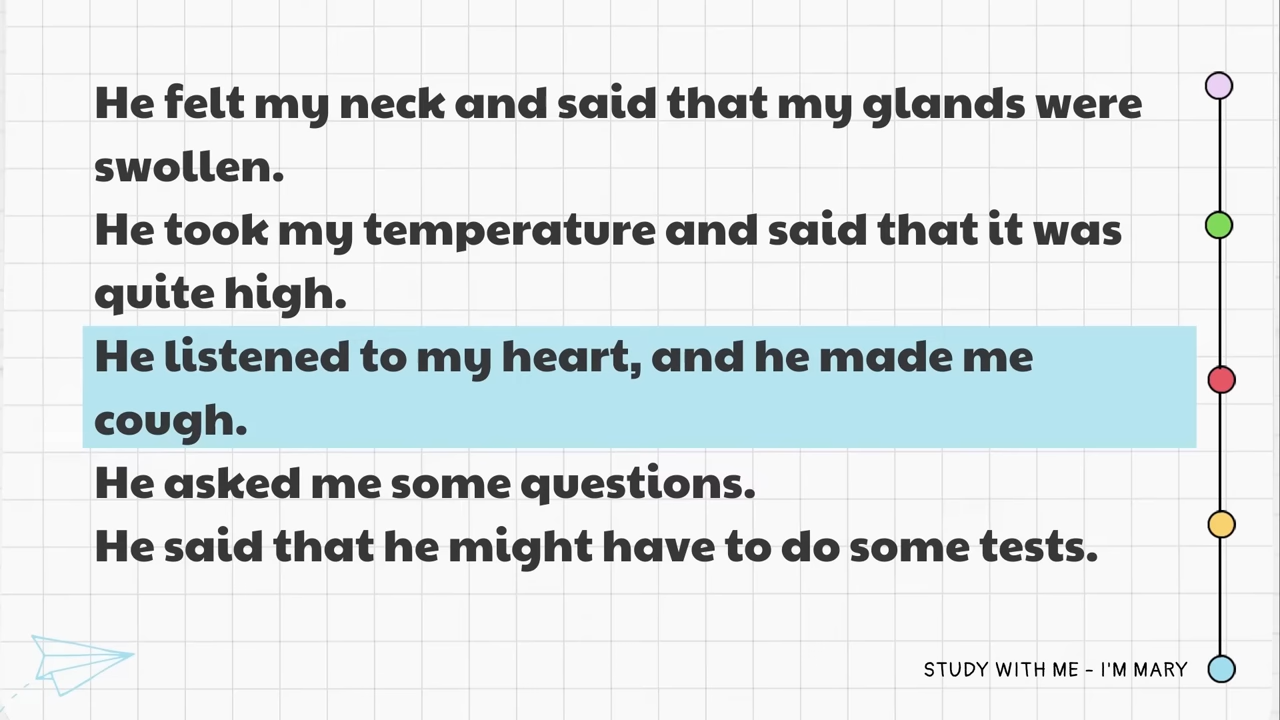 He felt my neck and said that my glands were
swollen.
He took my temperature and said that it was
quite high.
He listened to my heart, and he made me
cough.
He asked me some questions.
He said that he might have to do some tests.
STUDY WITH ME - I'M MARY